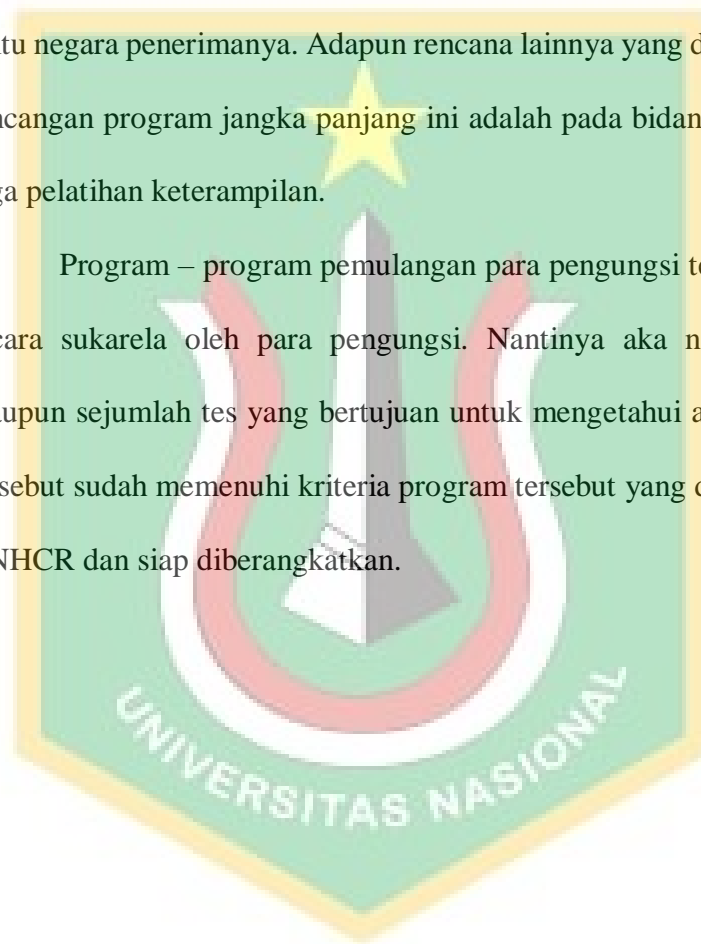 tu negara penerimanya. Adapun rencana lainnya yang d
ncangan program jangka panjang ini adalah pada bidan
ga pelatihan keterampilan.
Program – program pemulangan para pengungsi te
cara sukarela oleh para pengungsi. Nantinya aka n
upun sejumlah tes yang bertujuan untuk mengetahui a
sebut sudah memenuhi kriteria program tersebut yang d
NHCR dan siap diberangkatkan.
UNIVERSITAS NASIONAL